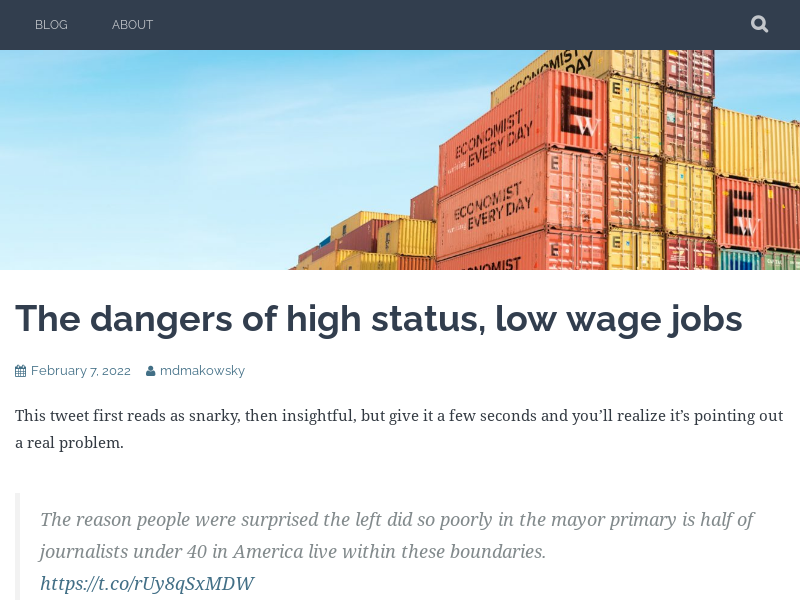 BLOG ABOUT
ECONOMIST
EVERY DAY
E
W
ECONOMIST
EVERY DAY
E
W
ECONOMIST
EVERY DAY
ECONOMIST
The dangers of high status, low wage jobs
February 7, 2022 mdmakowsky
This tweet first reads as snarky, then insightful, but give it a few seconds and you’ll realize it’s pointing out
a real problem.
The reason people were surprised the left did so poorly in the mayor primary is half of
journalists under 40 in America live within these boundaries.
https://t.co/rUy8qSxMDW